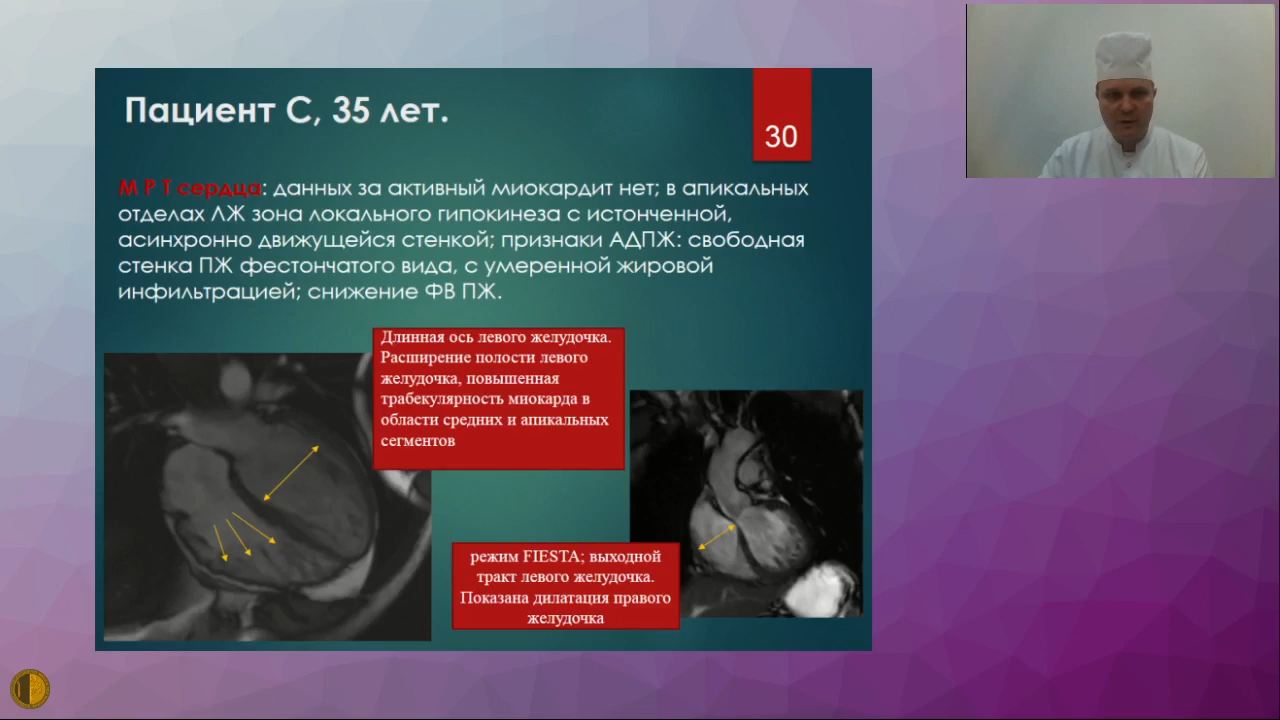 Пациент С, 35 лет.
30
М Р Т сердца: данных за активный миокардит нет; в апикальных
отделах ЛЖ зона локального гипокинеза с истонченной,
асинхронно движущейся стенкой; признаки АДПЖ: свободная
стенка ПЖ фестончатого вида, с умеренной жировой
инфильтрацией; снижение ФВ ПЖ.
Длинная ось левого желудочка.
Расширение полости левого
желудочка, повышенная
трабекулярность миокарда в
области средних и апикальных
сегментов
режим FIESTA; выходной
тракт левого желудочка.
Показана дилатация правого
желудочка